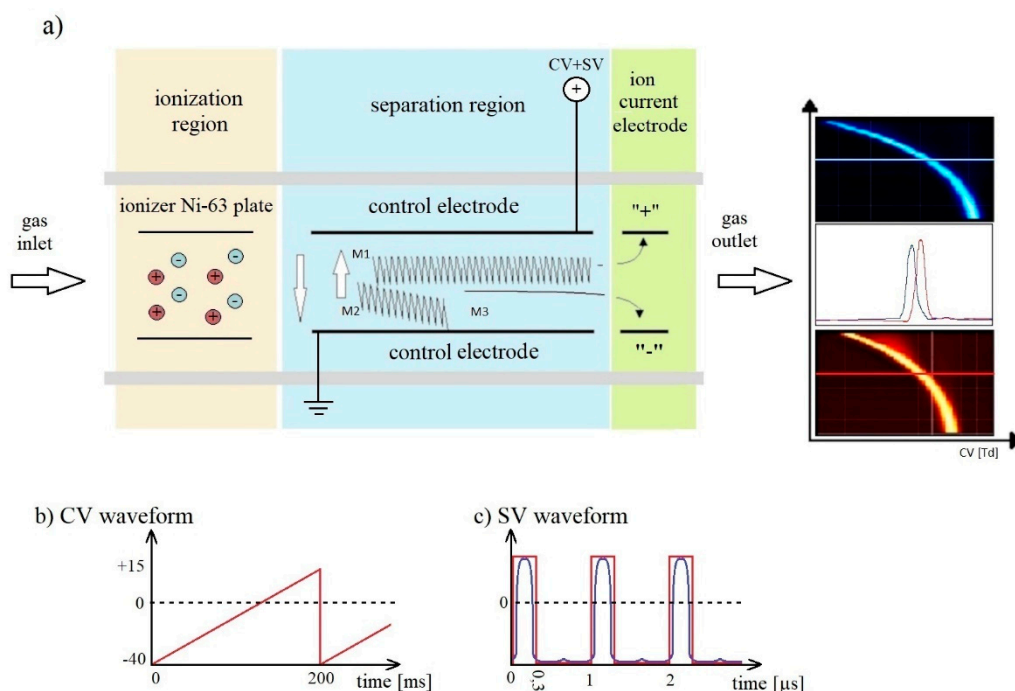 a)
ionization
region
separation region
CV+SV
+
ion
current
electrode
gas
inlet
ionizer Ni-63 plate
control electrode
"+"
gas
outlet
M1
-
-
+
+
-
-
+
+
-
M2
M3
control electrode
"-"
CV [Td]
b) CV waveform
+15
0
-40
0
200
time [ms]
c) SV waveform
0
0
0.3
1
2
time [µs]